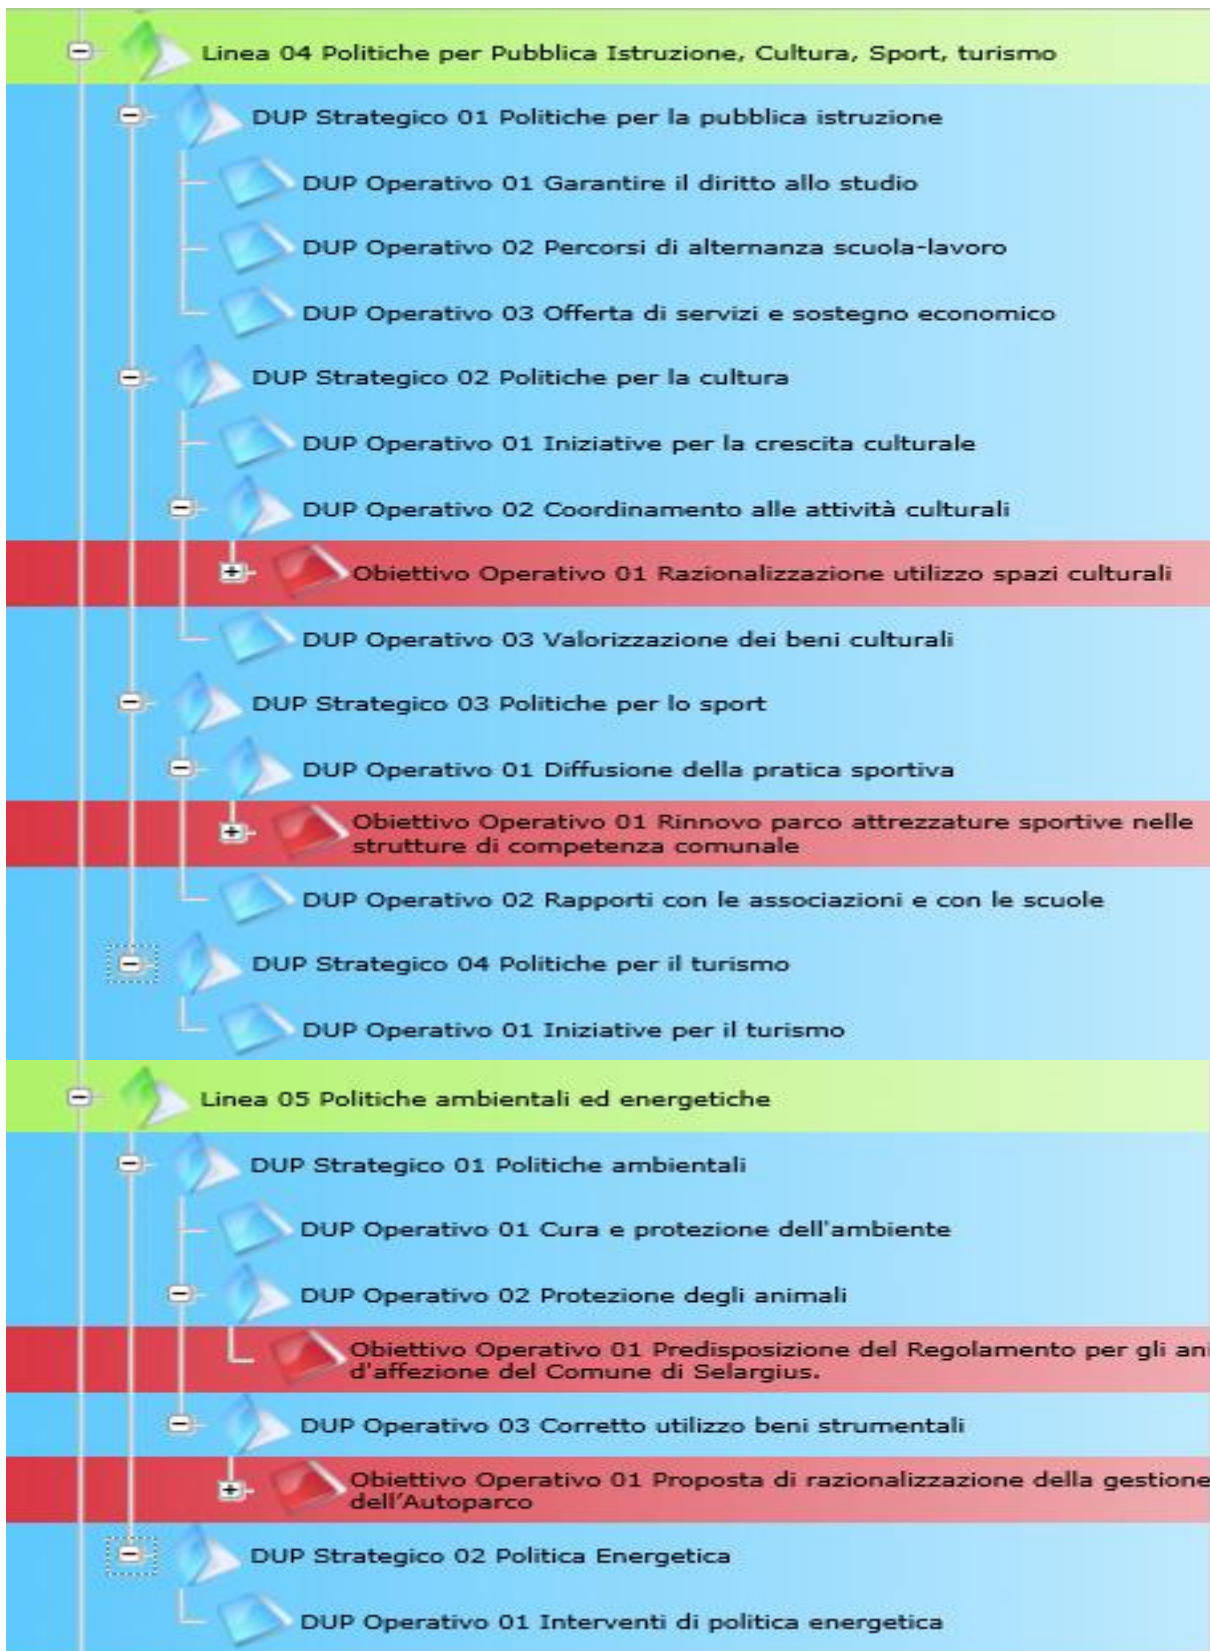 Linea 04 Politiche per Pubblica Istruzione, Cultura, Sport, turismo
DUP Strategico 01 Politiche per la pubblica istruzione
DUP Operativo 01 Garantire il diritto allo studio
DUP Operativo 02 Percorsi di alternanza scuola-lavoro
DUP Operativo 03 Offerta di servizi e sostegno economico
DUP Strategico 02 Politiche per la cultura
DUP Operativo 01 Iniziative per la crescita culturale
DUP Operativo 02 Coordinamento alle attività culturali
Obiettivo Operativo 01 Razionalizzazione utilizzo spazi culturali
DUP Operativo 03 Valorizzazione dei beni culturali
DUP Strategico 03 Politiche per lo sport
DUP Operativo 01 Diffusione della pratica sportiva
Obiettivo Operativo 01 Rinnovo parco attrezzature sportive nelle
strutture di competenza comunale
DUP Operativo 02 Rapporti con le associazioni e con le scuole
DUP Strategico 04 Politiche per il turismo
DUP Operativo 01 Iniziative per il turismo
Linea 05 Politiche ambientali ed energetiche
DUP Strategico 01 Politiche ambientali
DUP Operativo 01 Cura e protezione dell'ambiente
DUP Operativo 02 Protezione degli animali
Obiettivo Operativo 01 Predisposizione del Regolamento per gli ani
d'affezione del Comune di Selargius.
DUP Operativo 03 Corretto utilizzo beni strumentali
Obiettivo Operativo 01 Proposta di razionalizzazione della gestione
dell’Autoparco
DUP Strategico 02 Politica Energetica
DUP Operativo 01 Interventi di politica energetica